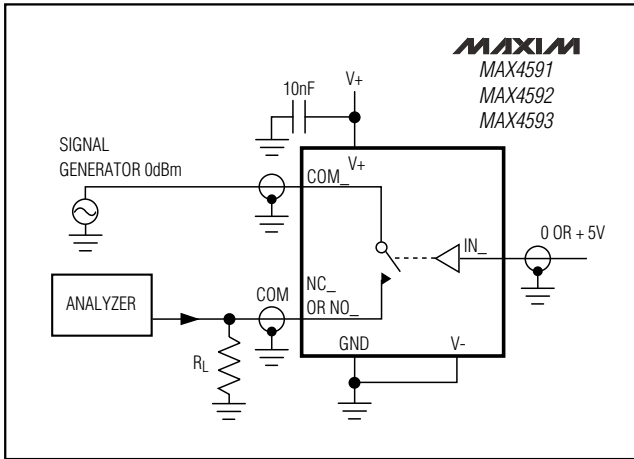 MAXIM
MAX4591
MAX4592
MAX4593
10nF
V+
SIGNAL
GENERATOR 0dBm
V+
COM_
IN_
0 OR + 5V
ANALYZER
COM
NC_
OR NO_
RL
GND
V-